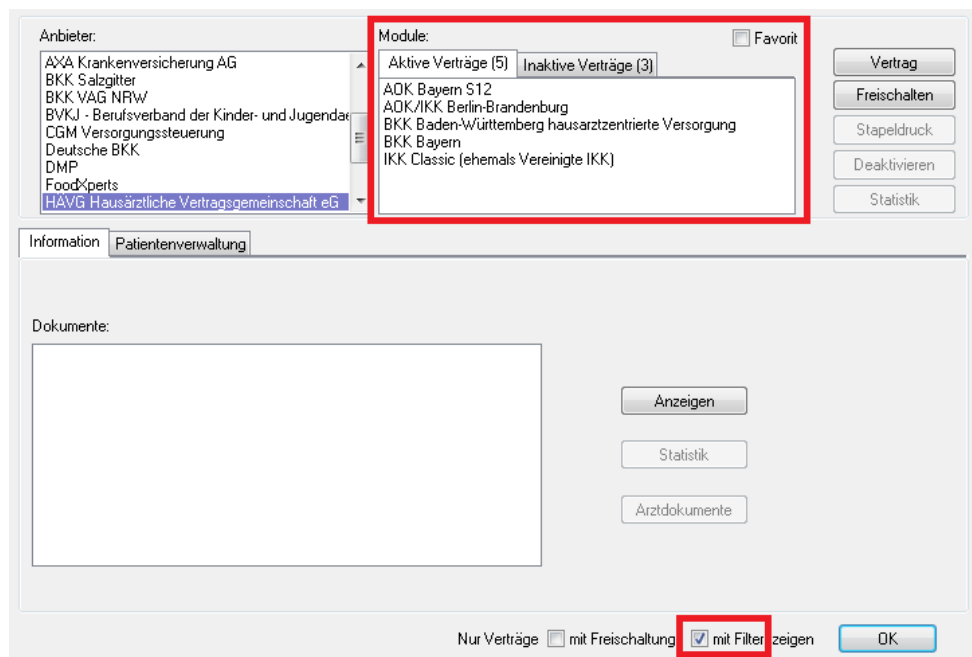 Anbieter:
AXA Krankenversicherung AG
BKK Salzgitter
BKK VAG NRW
BVKJ - Berufsverband der Kinder- und Jugendae
CGM Versorgungssteuerung
Deutsche BKK
DMP
FoodXperts
HÄVG Hausärztliche Vertragsgemeinschaft eG
Module:
Favorit
Aktive Verträge (5)
Inaktive Verträge (3)
AOK Bayern S12
AOK/IKK Berlin-Brandenburg
BKK Baden-Württemberg hausarztzentrierte Versorgung
BKK Bayern
IKK Classic (ehemals Vereinigte IKK)
Vertrag
Freischalten
Stapeldruck
Deaktivieren
Statistik
Information
Patientenverwaltung
Dokumente:
Anzeigen
Statistik
Arztdokumente
Nur Verträge mit Freischaltung mit Filter zeigen
OK